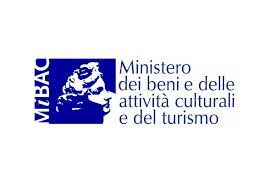 MiBAC
Ministero
dei beni e delle
attività culturali
e del turismo